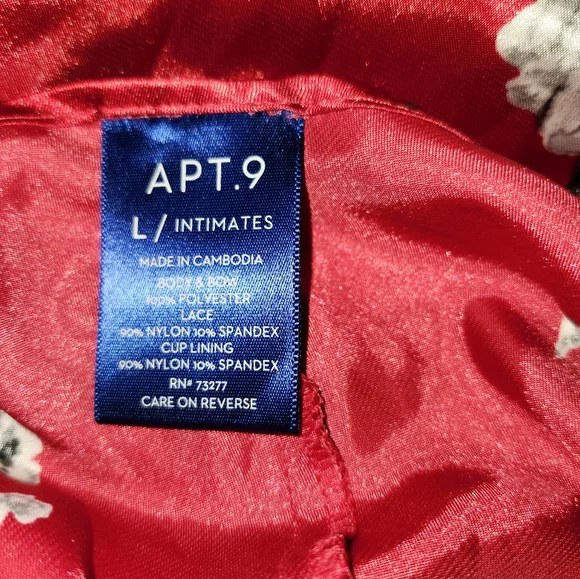 APT.9
L/ INTIMATES
MADE IN CAMBODIA
BODY & BOW
100% POLYESTER
LACE
90% NYLON 10% SPANDEX
CUP LINING
90% NYLON 10% SPANDEX
RN# 73277
CARE ON REVERSE